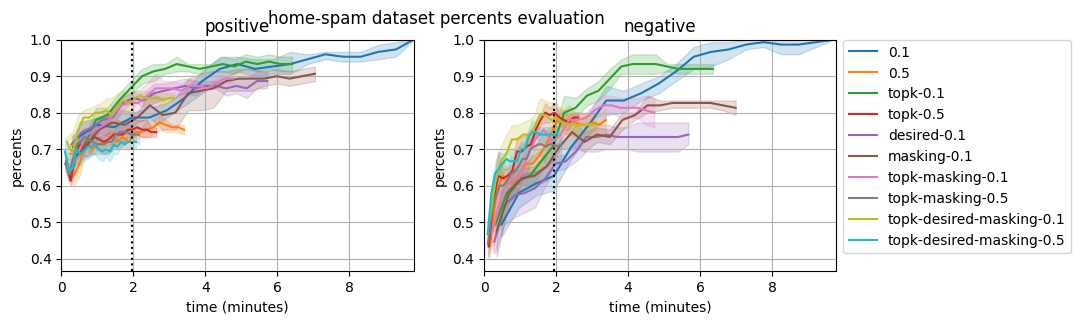 home-spam dataset percents evaluation
positive
negative
1.0
0.9
0.8
0.7
0.6
0.5
0.4
percents
0
2
4
6
8
time (minutes)
1.0
0.9
0.8
0.7
0.6
0.5
0.4
percents
0
2
4
6
8
time (minutes)
0.1
0.5
topk-0.1
topk-0.5
desired-0.1
masking-0.1
topk-masking-0.1
topk-masking-0.5
topk-desired-masking-0.1
topk-desired-masking-0.5